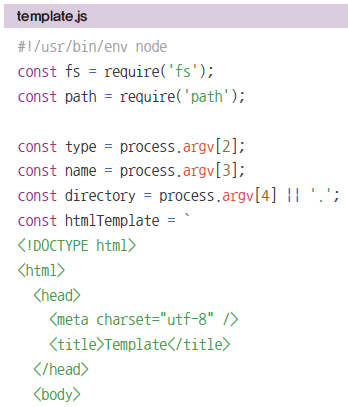 template.js
#!/usr/bin/env node
const fs = require('fs');
const path = require('path');

const type = process.argv[2];
const name = process.argv[3];
const directory = process.argv[4] || '.';
const htmlTemplate = `
<!DOCTYPE html>
<html>
  <head>
    <meta charset="utf-8" />
    <title>Template</title>
  </head>
  <body>